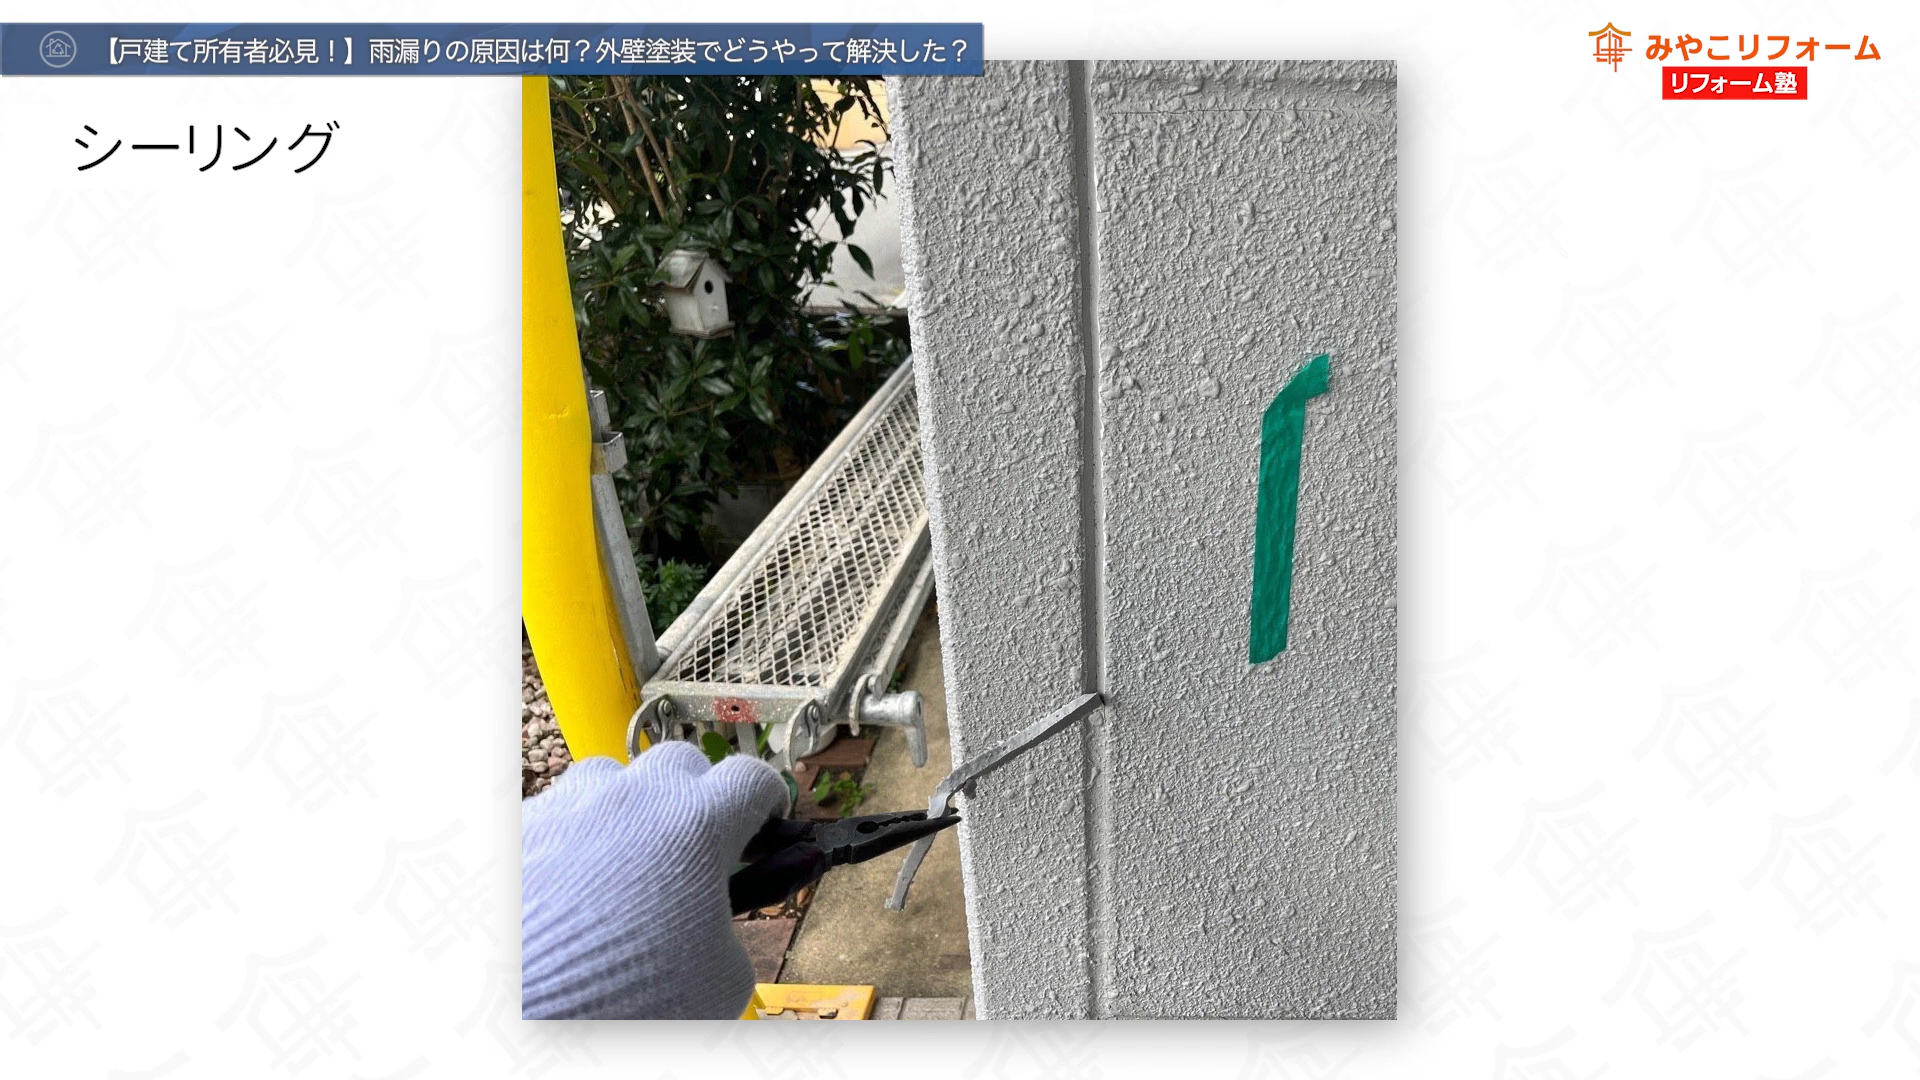 【戸建て所有者必見！】雨漏りの原因は何？外壁塗装でどうやって解決した？
みやこリフォーム
リフォーム塾
シーリング